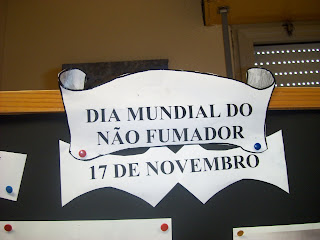 DIA MUNDIAL DO
NÃO FUMADOR
17 DE NOVEMBRO